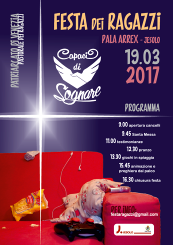 FESTA DEI RAGAZZI
PALA ARREX - JESOLO
19.03
2017
PATRIARCATO DI VENEZIA
PASTORALE DEI RAGAZZI
Capaci
di
Sognare
PROGRAMMA
9.00 apertura cancelli
9.45 Santa Messa
11.00 testimonianze
12.30 pranzo
13.30 giochi in spiaggia
15.45 animazione e
preghiera dal palco
16.30 chiusura festa
festaragazzi@gmail.com